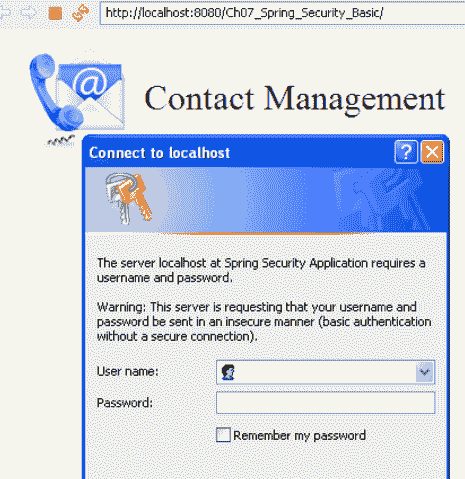 http://localhost:8080/Ch07_Spring_Security_Basic/
@
Contact Management
Connect to localhost
?
The server localhost at Spring Security Application requires a
username and password.
Warning: This server is requesting that your username and
password be sent in an insecure manner (basic authentication
without a secure connection).
User name:
Password:
Remember my password